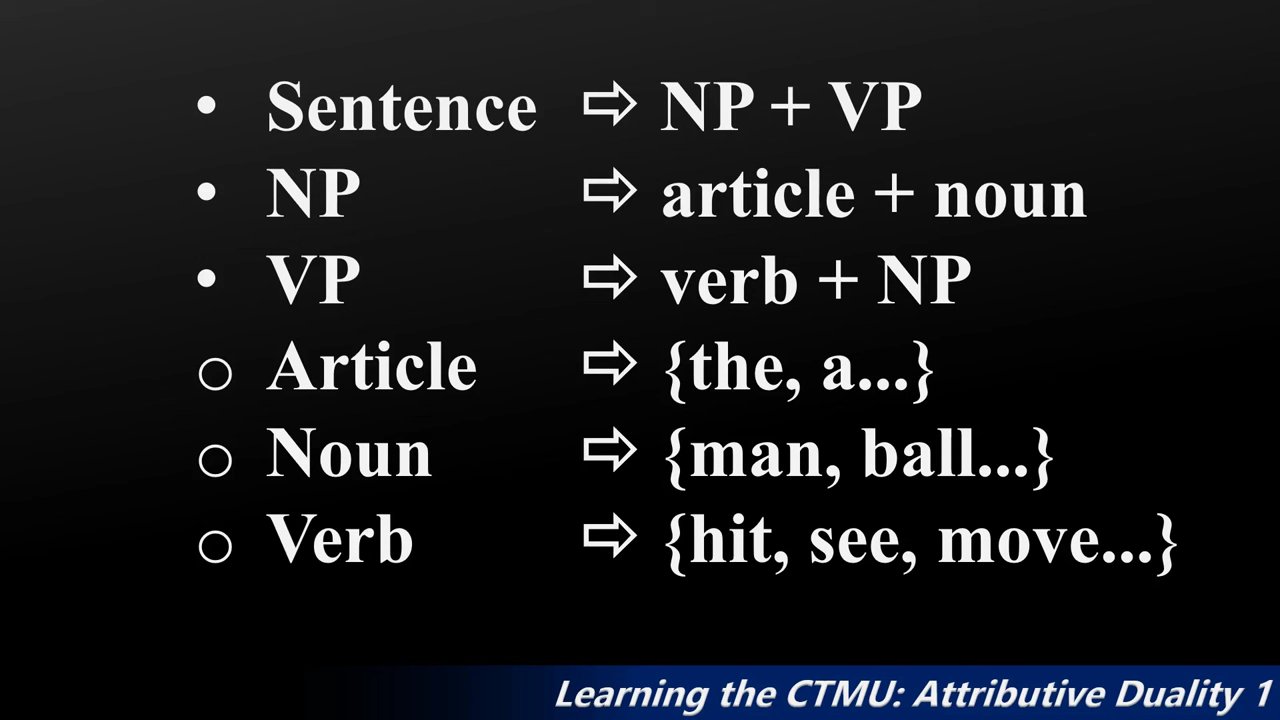 • Sentence ⇨ NP + VP
• NP ⇨ article + noun
• VP ⇨ verb + NP
o Article ⇨ {the, a...}
o Noun ⇨ {man, ball...}
o Verb ⇨ {hit, see, move...}
Learning the CTMU: Attributive Duality 1